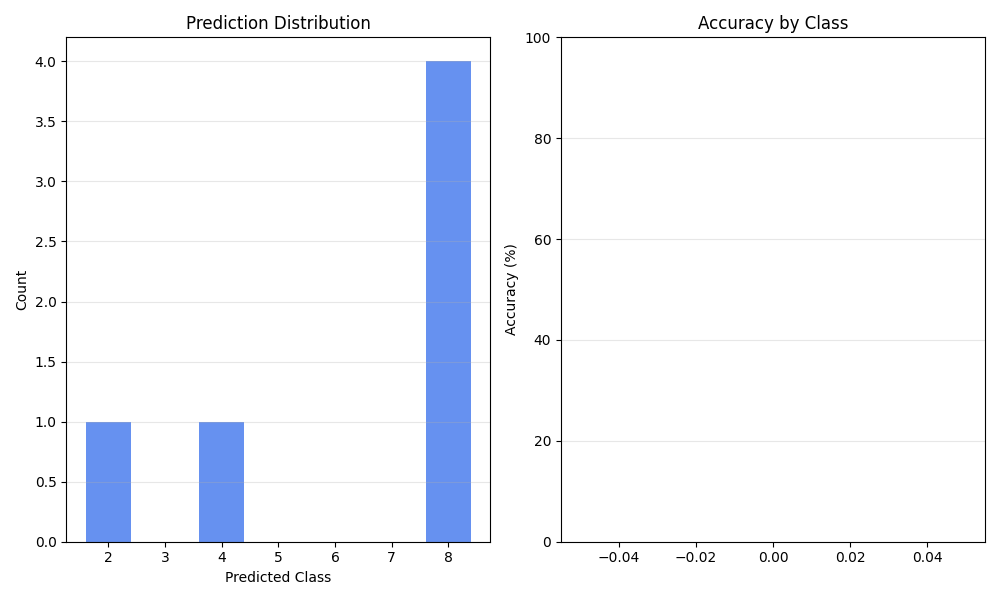 Prediction Distribution
4.0
3.5
3.0
2.5
2.0
1.5
1.0
0.5
0.0
Count
2 3 4 5 6 7 8
Predicted Class
Accuracy by Class
100
80
60
40
20
0
Accuracy (%)
−0.04 −0.02 0.00 0.02 0.04